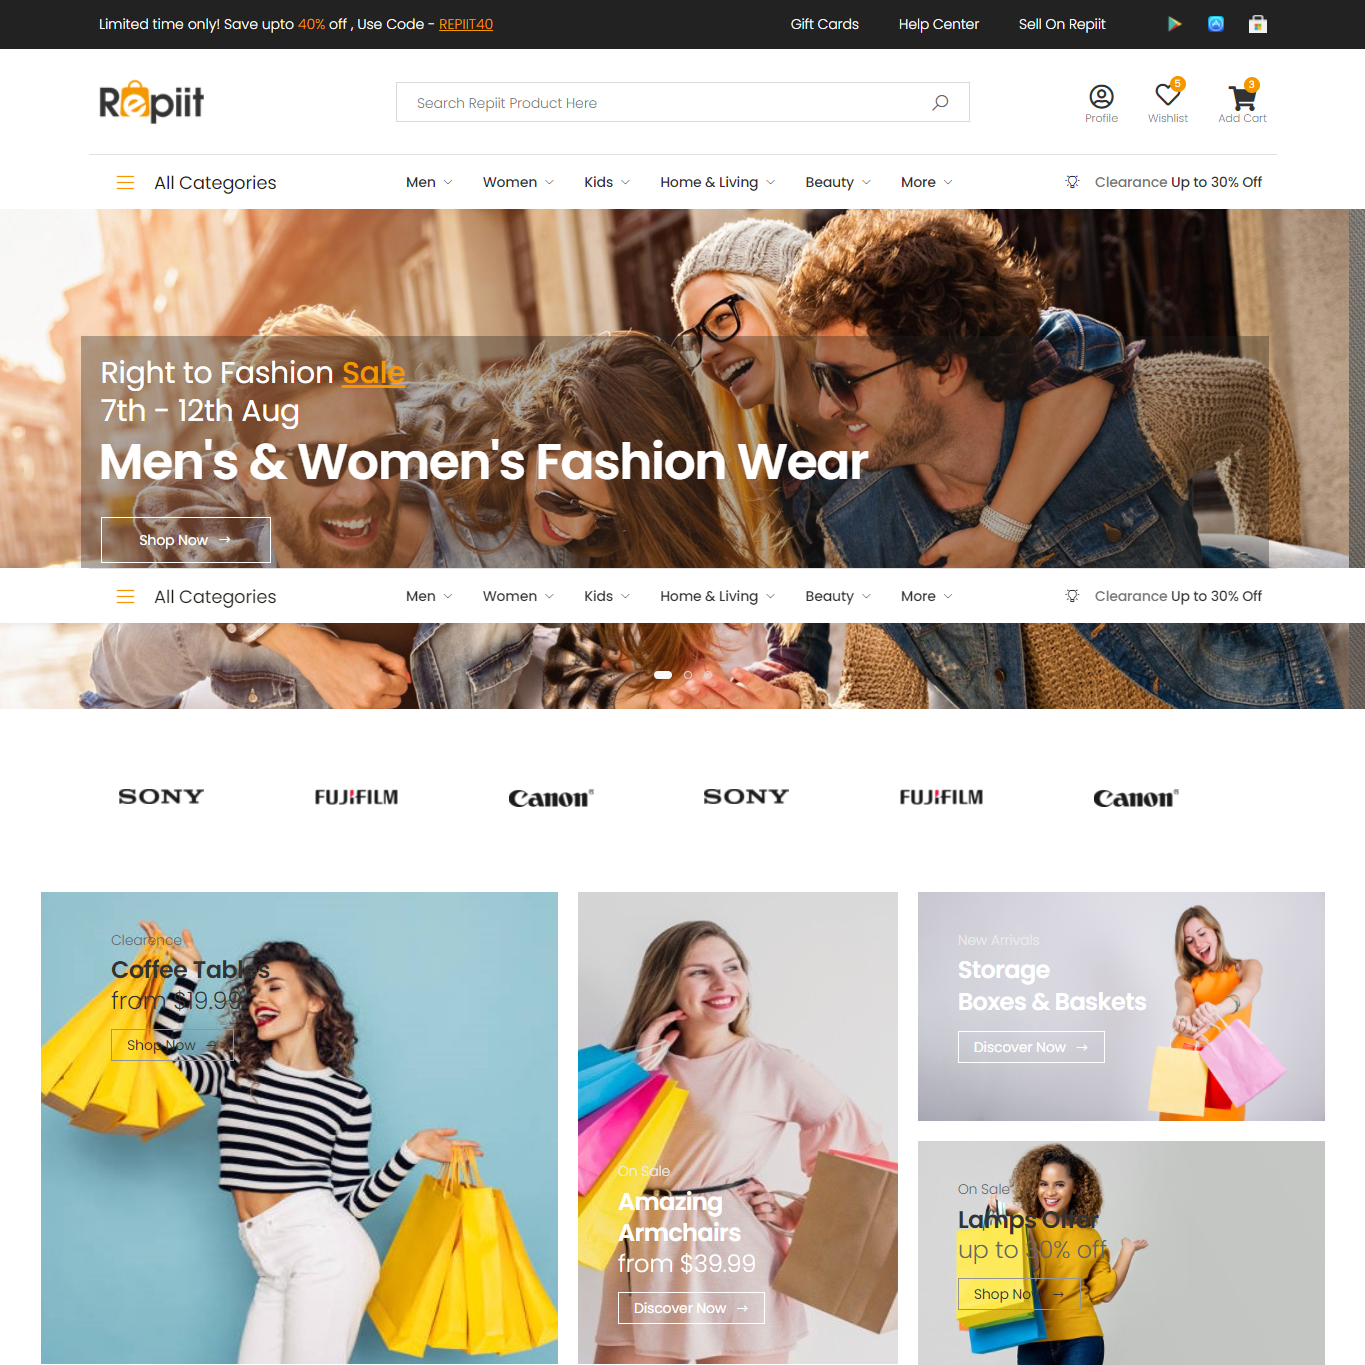 Limited time only! Save upto 40% off , Use Code - REPIIT40
Gift Cards
Help Center
Sell On Repiit
Repiit
Search Repiit Product Here
5
3
Profile
Wishlist
Add Cart
All Categories
Men
Women
Kids
Home & Living
Beauty
More
Clearance Up to 30% Off
Right to Fashion Sale
7th - 12th Aug
Men's & Women's Fashion Wear
Shop Now
All Categories
Men
Women
Kids
Home & Living
Beauty
More
Clearance Up to 30% Off
SONY
FUJIFILM
Canon
SONY
FUJIFILM
Canon
Clearence
Coffee Tables
from $19.99
Shop Now
On Sale
Amazing
Armchairs
from $39.99
Discover Now
New Arrivals
Storage
Boxes & Baskets
Discover Now
On Sale
Lamps Offer
up to 30% off
Shop Now